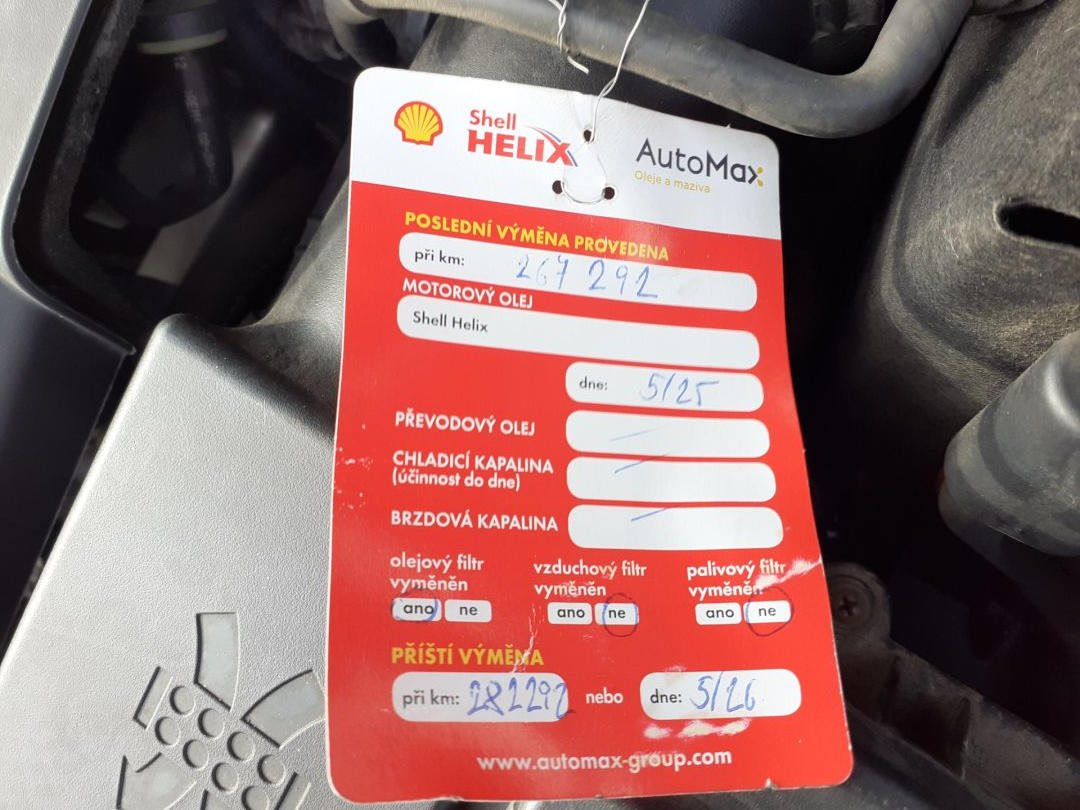 Shell
HELIX
AutoMax
Oleje a maziva
POSLEDNÍ VÝMĚNA PROVEDENA
při km: 267 292
MOTOROVÝ OLEJ
Shell Helix
dne: 5/25
PŘEVODOVÝ OLEJ
CHLADICÍ KAPALINA
(účinnost do dne)
BRZDOVÁ KAPALINA
olejový filtr vzduchový filtr palivový filtr
vyměněn vyměněn vyměněn
ano ne ano ne ano ne
PŘÍŠTÍ VÝMĚNA
při km: 282292 nebo dne: 5/26
www.automax-group.com